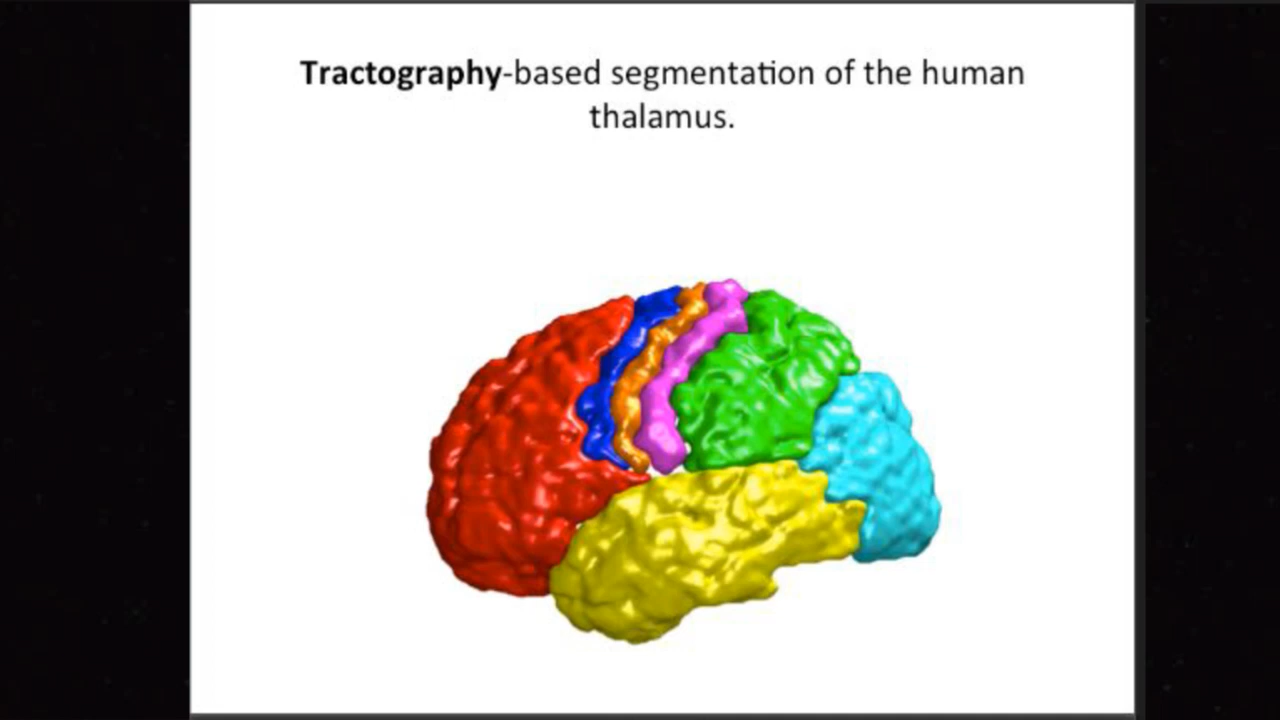 Tractography-based segmentation of the human
thalamus.